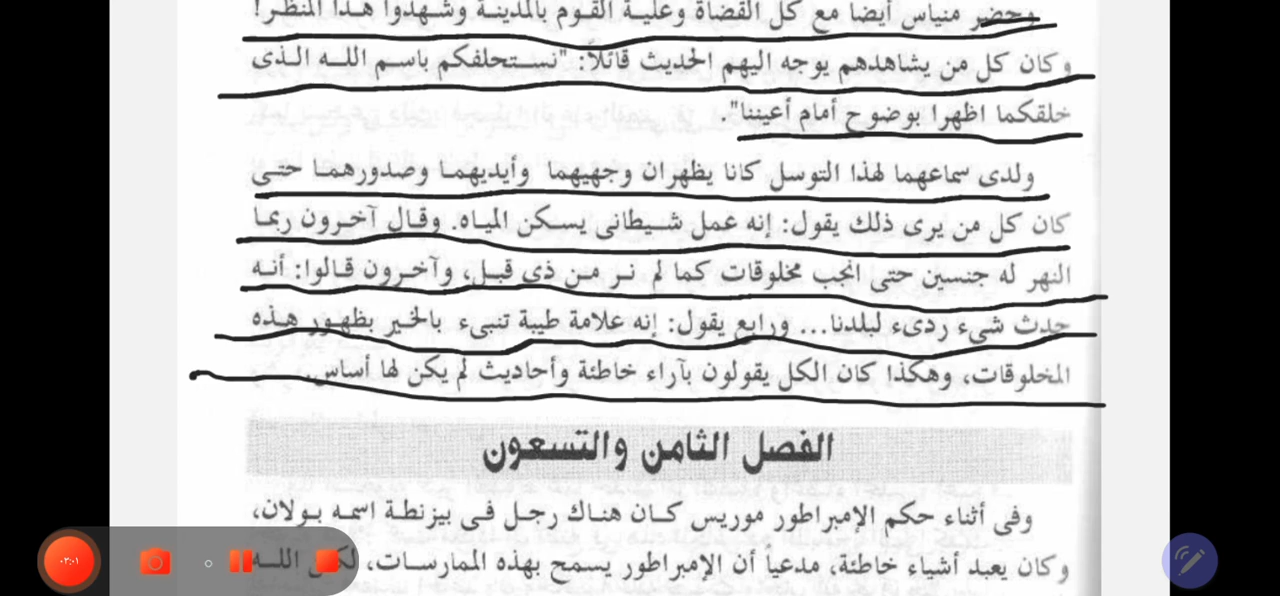 وحضر منياس أيضا مع كل القضاة وعلية القوم بالمدينة وشهدوا هذا المنظر!
وكان كل من يشاهدهم يوجه اليهم الحديث قائلاً: "نستحلفكم باسم الله الذى
خلقكما اظهرا بوضوح أمام أعيننا".
ولدى سماعهما لهذا التوسل كانا يظهران وجهيهما وأيديهما وصدورهما حتى
كان كل من يرى ذلك يقول: إنه عمل شيطانى يسكن المياه. وقال آخرون ربما
النهر له جنسين حتى انجب مخلوقات كما لم نر من ذى قبل، وآخرون قالوا: أنه
حدث شىء ردىء لبلدنا... ورابع يقول: إنه علامة طيبة تنبىء بالخير بظهور هذه
المخلوقات، وهكذا كان الكل يقولون بآراء خاطئة وأحاديث لم يكن لها أساس.
الفصل الثامن والتسعون
وفى أثناء حكم الإمبراطور موريس كان هناك رجل فى بيزنطة اسمه بولان،
وكان يعبد أشياء خاطئة، مدعياً أن الإمبراطور يسمح بهذه الممارسات، لكن الله
٠٢:٠١